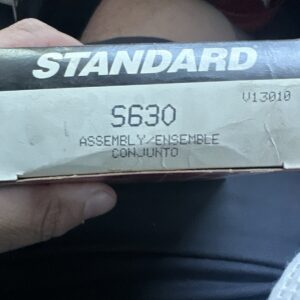 STANDARD
V13010
S630
ASSEMBLY/ENSEMBLE
CONJUNTO